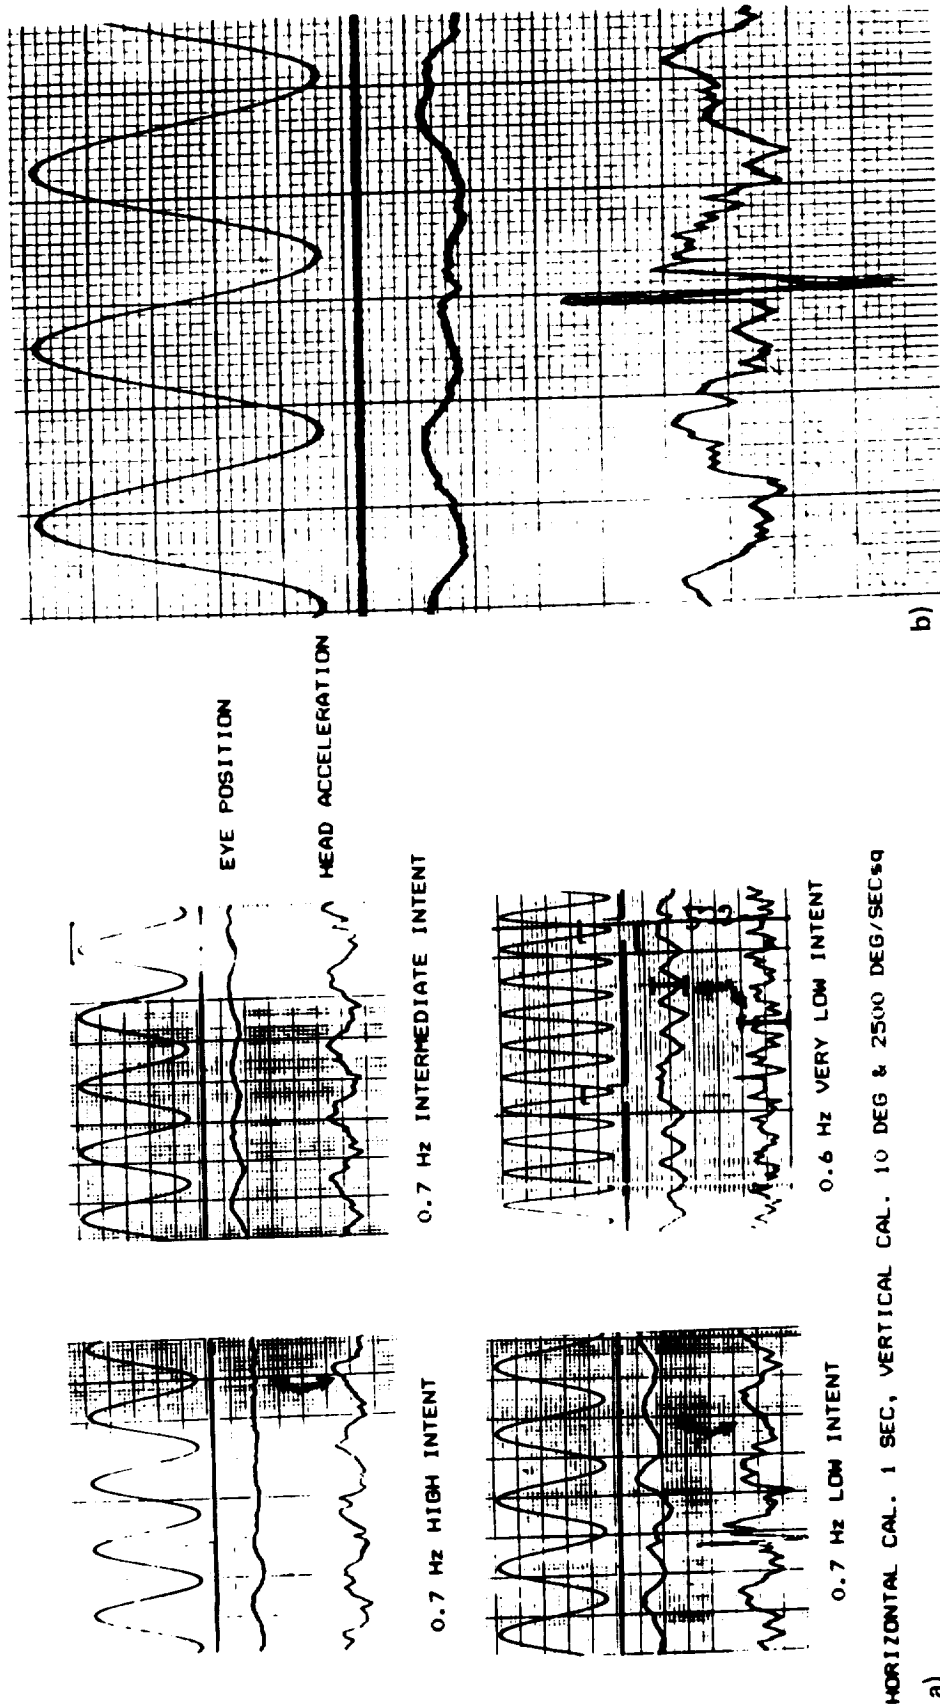 EYE POSITION
HEAD ACCELERATION
0.7 Hz HIGH INTENT
0.7 Hz INTERMEDIATE INTENT
0.7 Hz LOW INTENT
0.6 Hz VERY LOW INTENT
HORIZONTAL CAL. 1 SEC, VERTICAL CAL. 10 DEG & 2500 DEG/SECsq
a)
b)